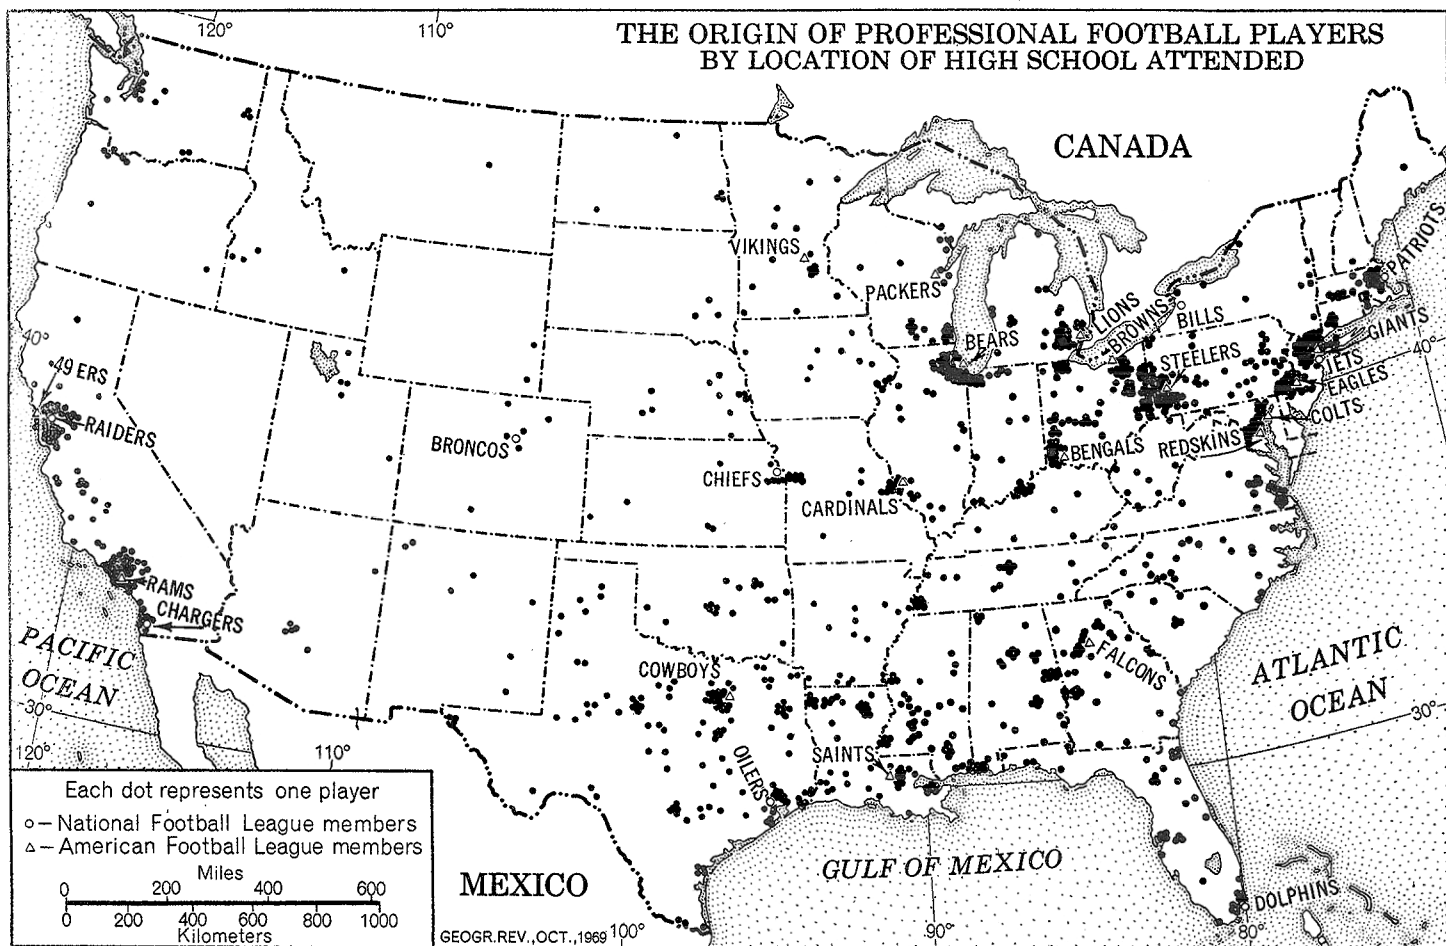 120°
110°
THE ORIGIN OF PROFESSIONAL FOOTBALL PLAYERS
BY LOCATION OF HIGH SCHOOL ATTENDED
CANADA
VIKINGS
PACKERS
BEARS
LIONS
BROWNS
BILLS
PATRIOTS
GIANTS
40°
JETS
EAGLES
COLTS
STEELERS
40°
49 ERS
RAIDERS
BRONCOS
CHIEFS
CARDINALS
BENGALS
REDSKINS
RAMS
CHARGERS
PACIFIC
OCEAN
COWBOYS
FALCONS
ATLANTIC
OCEAN
30°
30°
120°
110°
OILERS
SAINTS
Each dot represents one player
○– National Football League members
△– American Football League members
Miles
0 200 400 600
0 200 400 600 800 1000
Kilometers
MEXICO
GULF OF MEXICO
DOLPHINS
GEOGR.REV., OCT., 1969
100°
90°
80°